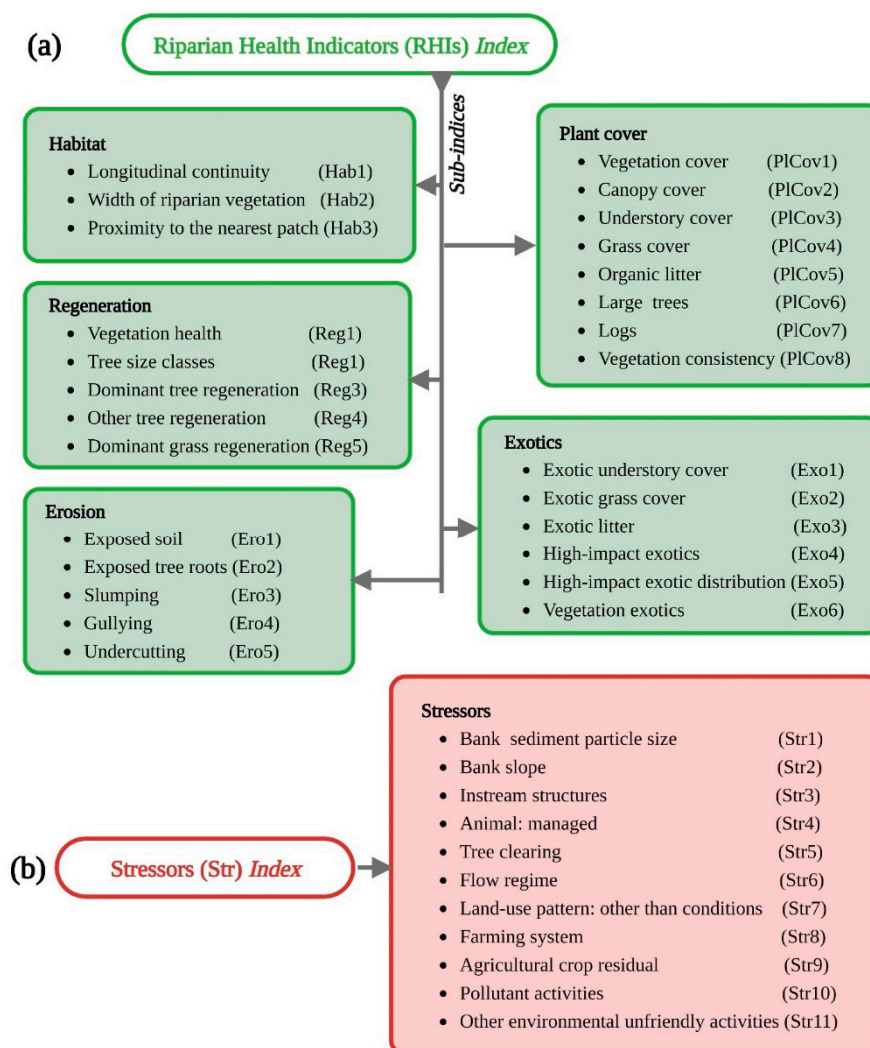 (a)
Riparian Health Indicators (RHIs) Index
Sub-indices
Habitat
• Longitudinal continuity (Hab1)
• Width of riparian vegetation (Hab2)
• Proximity to the nearest patch (Hab3)
Plant cover
• Vegetation cover (PlCov1)
• Canopy cover (PlCov2)
• Understory cover (PlCov3)
• Grass cover (PlCov4)
• Organic litter (PlCov5)
• Large trees (PlCov6)
• Logs (PlCov7)
• Vegetation consistency (PlCov8)
Regeneration
• Vegetation health (Reg1)
• Tree size classes (Reg1)
• Dominant tree regeneration (Reg3)
• Other tree regeneration (Reg4)
• Dominant grass regeneration (Reg5)
Exotics
• Exotic understory cover (Exo1)
• Exotic grass cover (Exo2)
• Exotic litter (Exo3)
• High-impact exotics (Exo4)
• High-impact exotic distribution (Exo5)
• Vegetation exotics (Exo6)
Erosion
• Exposed soil (Ero1)
• Exposed tree roots (Ero2)
• Slumping (Ero3)
• Gullying (Ero4)
• Undercutting (Ero5)
(b)
Stressors (Str) Index
Stressors
• Bank sediment particle size (Str1)
• Bank slope (Str2)
• Instream structures (Str3)
• Animal: managed (Str4)
• Tree clearing (Str5)
• Flow regime (Str6)
• Land-use pattern: other than conditions (Str7)
• Farming system (Str8)
• Agricultural crop residual (Str9)
• Pollutant activities (Str10)
• Other environmental unfriendly activities (Str11)